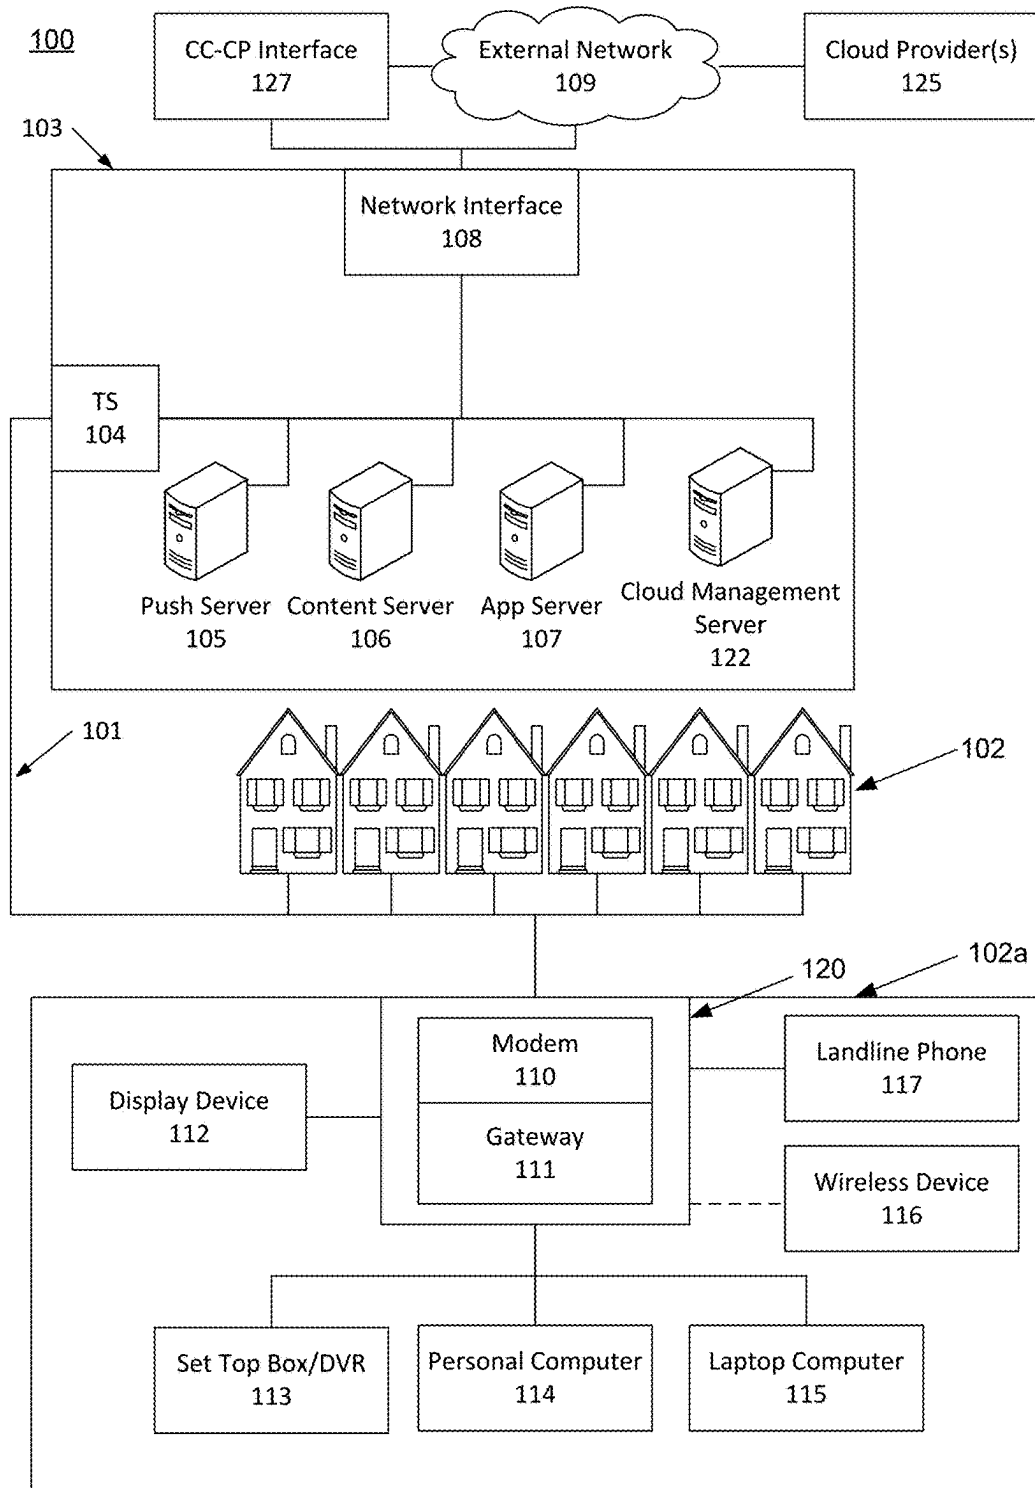 100
CC-CP Interface
127
External Network
109
Cloud Provider(s)
125
103
Network Interface
108
TS
104
Push Server
105
Content Server
106
App Server
107
Cloud Management
Server
122
101
102
120
102a
Modem
110
Gateway
111
Display Device
112
Landline Phone
117
Wireless Device
116
Set Top Box/DVR
113
Personal Computer
114
Laptop Computer
115